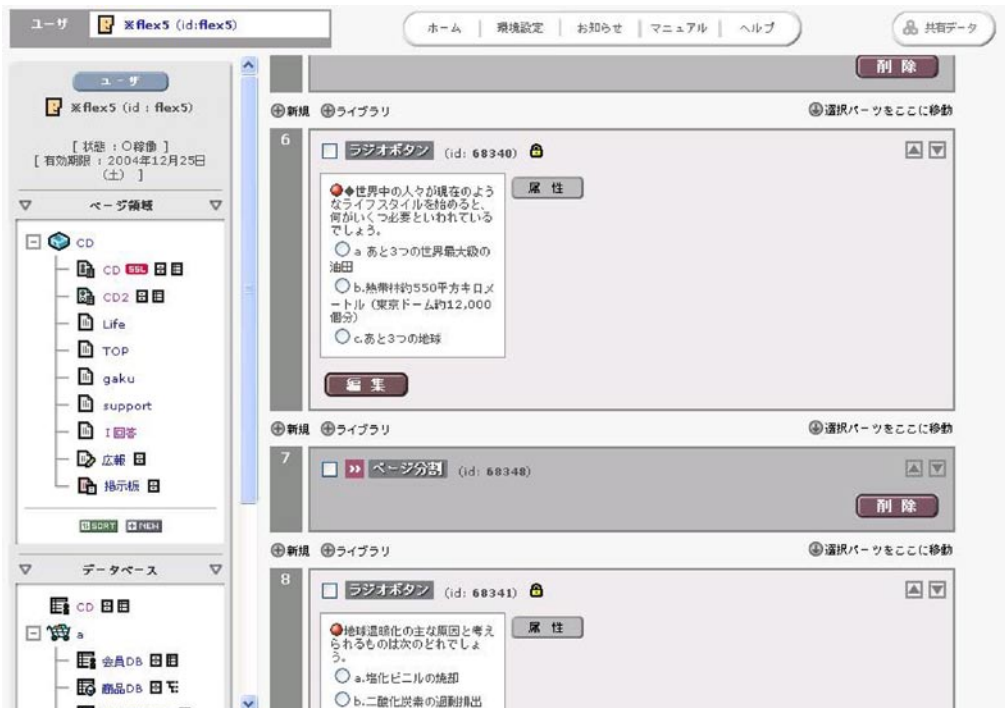 ユーザ ※flex5 (id:flex5)
ホーム | 環境設定 | お知らせ | マニュアル | ヘルプ
共有データ
ユーザ
※flex5 (id : flex5)
[ 状態 : ○稼働 ]
[ 有効期限 : 2004年12月25日
(土) ]
▽ ページ領域 ▽
CD
CD SSL
CD2
Life
TOP
gaku
support
I回答
広報
掲示板
SORT NEW
▽ データベース ▽
CD
a
会員DB
商品DB
削除
新規 ライブラリ 選択パーツをここに移動
6
ラジオボタン (id: 68340)
◆世界中の人々が現在のよう
なライフスタイルを始めると、
何がいくつ必要といわれている
でしょう。
a あと3つの世界最大級の
油田
b.熱帯林約550平方キロメ
ートル（東京ドーム約12,000
個分）
c.あと3つの地球
属性
編集
新規 ライブラリ 選択パーツをここに移動
7
ページ分割 (id: 68348)
削除
新規 ライブラリ 選択パーツをここに移動
8
ラジオボタン (id: 68341)
地球温暖化の主な原因と考え
られるものは次のどれでしょ
う。
a.塩化ビニルの焼却
b.二酸化炭素の過剰排出
属性